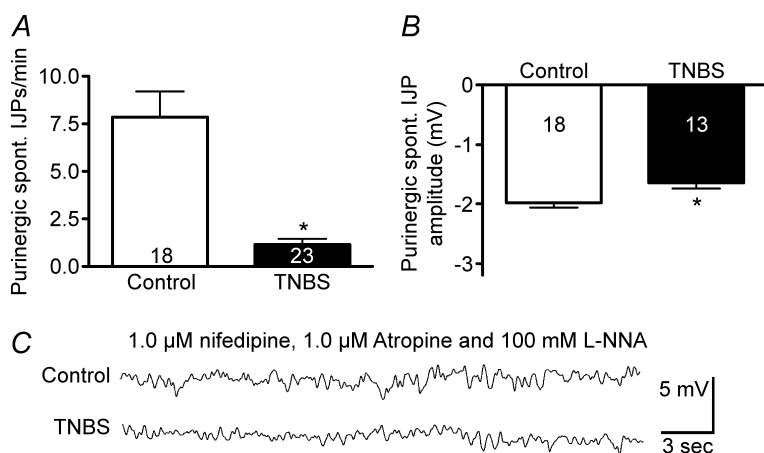 A
Purinergic spont. IJPs/min
10.0
7.5
5.0
2.5
0.0
18
*
23
Control
TNBS
B
Purinergic spont. IJP
amplitude (mV)
Control
TNBS
0
-1
-2
-3
18
13
*
C
1.0 µM nifedipine, 1.0 µM Atropine and 100 mM L-NNA
Control
TNBS
5 mV
3 sec